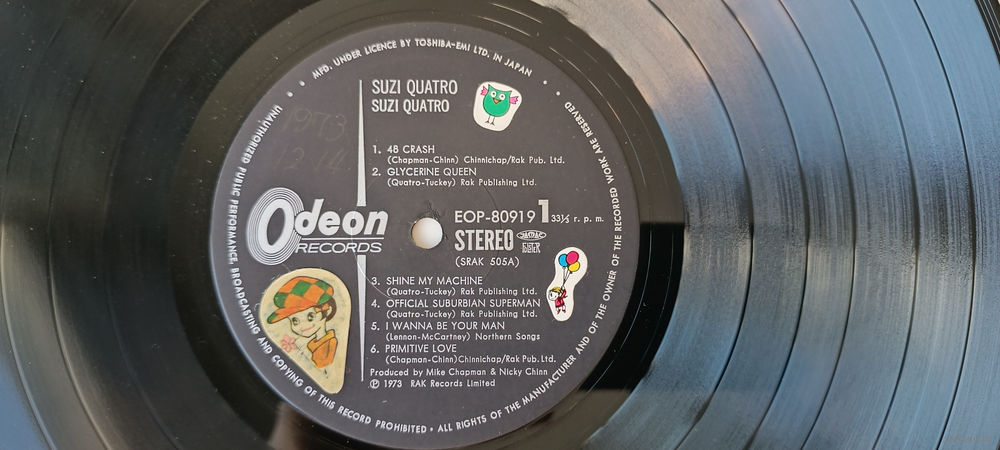 MFD. UNDER LICENCE BY TOSHIBA-EMI LTD. IN JAPAN
SUZI QUATRO
SUZI QUATRO
1973
1. 48 CRASH
(Chapman-Chinn) Chinnichap/Rak Pub. Ltd.
2. GLYCERINE QUEEN
(Quatro-Tuckey) Rak Publishing Ltd.
Odeon
RECORDS
EOP-80919 1 33⅓ r. p. m.
STEREO
(SRAK 505A)
3. SHINE MY MACHINE
(Quatro-Tuckey) Rak Publishing Ltd.
4. OFFICIAL SUBURBIAN SUPERMAN
(Quatro-Tuckey) Rak Publishing Ltd.
5. I WANNA BE YOUR MAN
(Lennon-McCartney) Northern Songs
6. PRIMITIVE LOVE
(Chapman-Chinn)Chinnichap/Rak Pub. Ltd.
Produced by Mike Chapman & Nicky Chinn
Ⓟ 1973 RAK Records Limited
UNAUTHORIZED PUBLIC PERFORMANCE, BROADCASTING AND COPYING OF THIS RECORD PROHIBITED • ALL RIGHTS OF THE MANUFACTURER AND OF THE OWNER OF THE RECORDED WORK ARE RESERVED